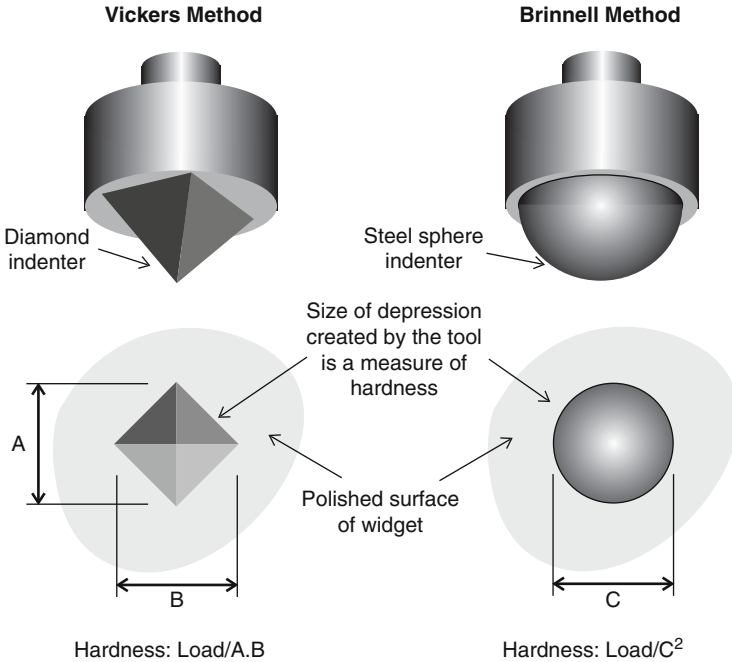 Vickers Method
Brinnell Method
Diamond
indenter
Steel sphere
indenter
Size of depression
created by the tool
is a measure of
hardness
A
Polished surface
of widget
B
C
Hardness: Load/A.B
Hardness: Load/C²